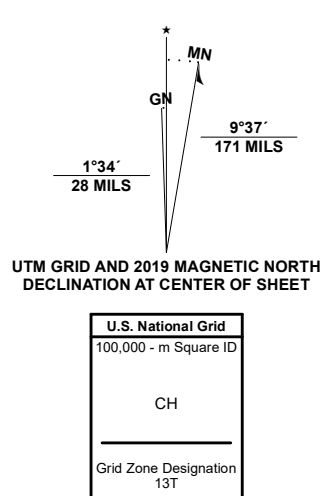 ★
MN
GN
9°37´
171 MILS
1°34´
28 MILS
UTM GRID AND 2019 MAGNETIC NORTH
DECLINATION AT CENTER OF SHEET
U.S. National Grid
100,000 - m Square ID
CH
Grid Zone Designation
13T